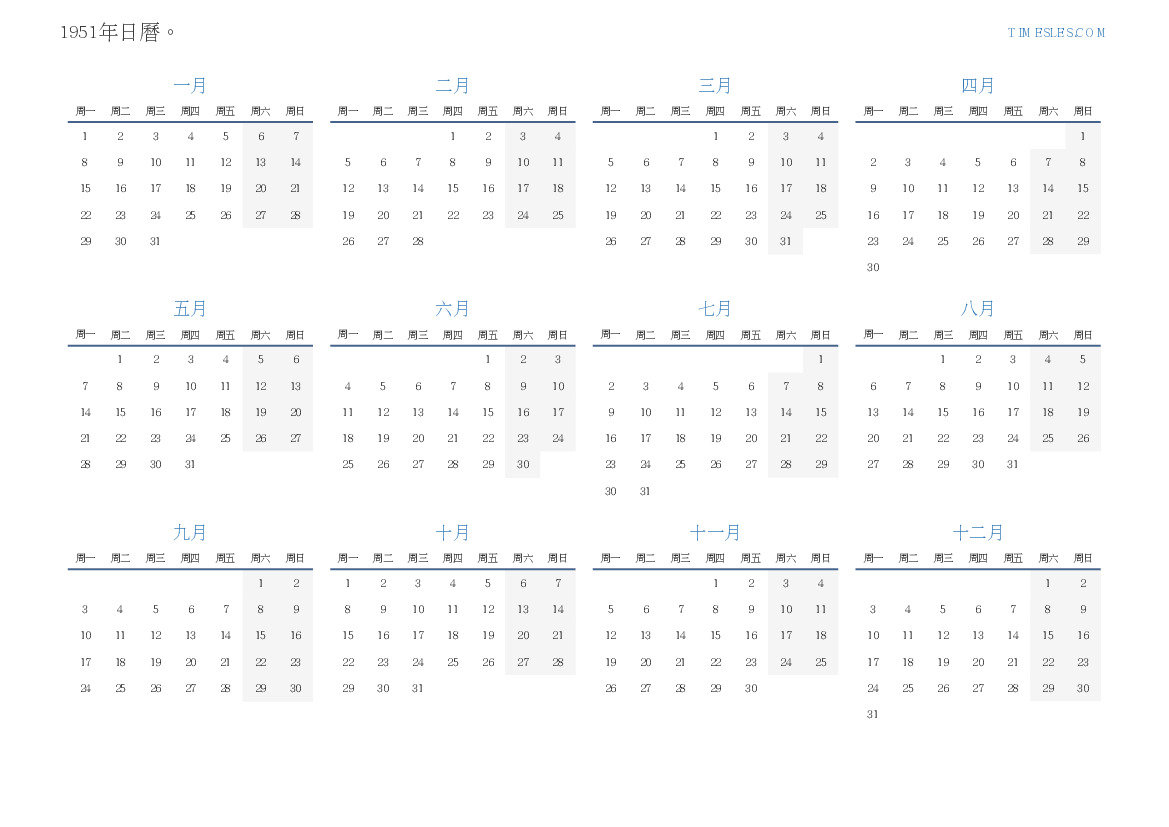 1951年日曆。
TIMESLES.COM
一月 二月 三月 四月
周一 周二 周三 周四 周五 周六 周日 周一 周二 周三 周四 周五 周六 周日 周一 周二 周三 周四 周五 周六 周日 周一 周二 周三 周四 周五 周六 周日
1 2 3 4 5 6 7 1 2 3 4 1 2 3 4 1
8 9 10 11 12 13 14 5 6 7 8 9 10 11 5 6 7 8 9 10 11 2 3 4 5 6 7 8
15 16 17 18 19 20 21 12 13 14 15 16 17 18 12 13 14 15 16 17 18 9 10 11 12 13 14 15
22 23 24 25 26 27 28 19 20 21 22 23 24 25 19 20 21 22 23 24 25 16 17 18 19 20 21 22
29 30 31 26 27 28 26 27 28 29 30 31 23 24 25 26 27 28 29
30
五月 六月 七月 八月
周一 周二 周三 周四 周五 周六 周日 周一 周二 周三 周四 周五 周六 周日 周一 周二 周三 周四 周五 周六 周日 周一 周二 周三 周四 周五 周六 周日
1 2 3 4 5 6 1 2 3 1 1 2 3 4 5
7 8 9 10 11 12 13 4 5 6 7 8 9 10 2 3 4 5 6 7 8 6 7 8 9 10 11 12
14 15 16 17 18 19 20 11 12 13 14 15 16 17 9 10 11 12 13 14 15 13 14 15 16 17 18 19
21 22 23 24 25 26 27 18 19 20 21 22 23 24 16 17 18 19 20 21 22 20 21 22 23 24 25 26
28 29 30 31 25 26 27 28 29 30 23 24 25 26 27 28 29 27 28 29 30 31
30 31
九月 十月 十一月 十二月
周一 周二 周三 周四 周五 周六 周日 周一 周二 周三 周四 周五 周六 周日 周一 周二 周三 周四 周五 周六 周日 周一 周二 周三 周四 周五 周六 周日
1 2 1 2 3 4 5 6 7 1 2 3 4 1 2
3 4 5 6 7 8 9 8 9 10 11 12 13 14 5 6 7 8 9 10 11 3 4 5 6 7 8 9
10 11 12 13 14 15 16 15 16 17 18 19 20 21 12 13 14 15 16 17 18 10 11 12 13 14 15 16
17 18 19 20 21 22 23 22 23 24 25 26 27 28 19 20 21 22 23 24 25 17 18 19 20 21 22 23
24 25 26 27 28 29 30 29 30 31 26 27 28 29 30 24 25 26 27 28 29 30
31